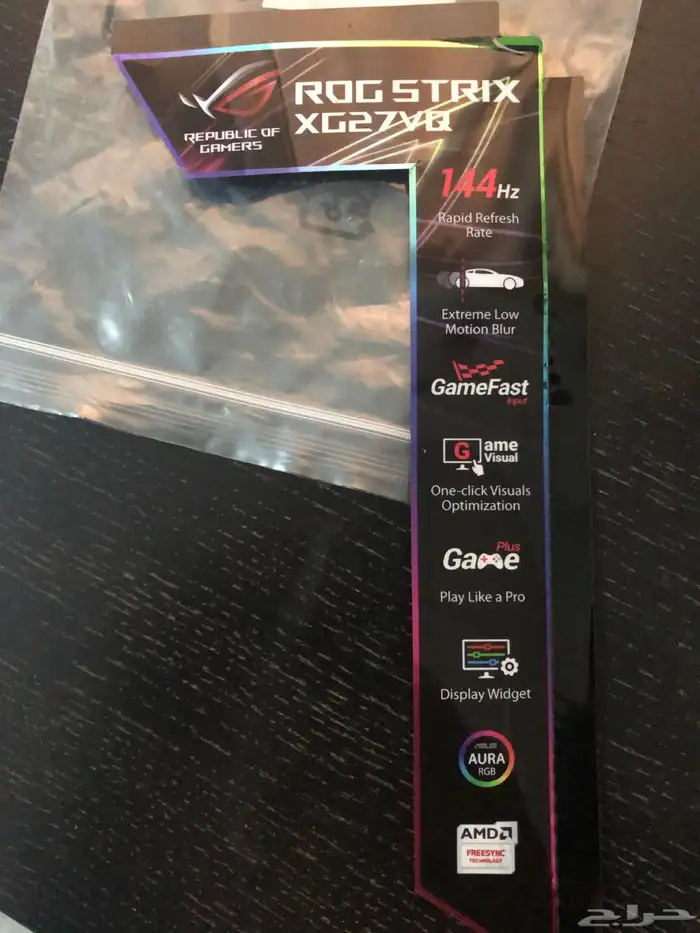 ROG STRIX
XG27VQ
REPUBLIC OF
GAMERS
144Hz
Rapid Refresh
Rate
Extreme Low
Motion Blur
GameFast
Input
Game
Visual
One-click Visuals
Optimization
Game Plus
Play Like a Pro
Display Widget
ASUS
AURA
RGB
AMD
FREESYNC
TECHNOLOGY
حراج